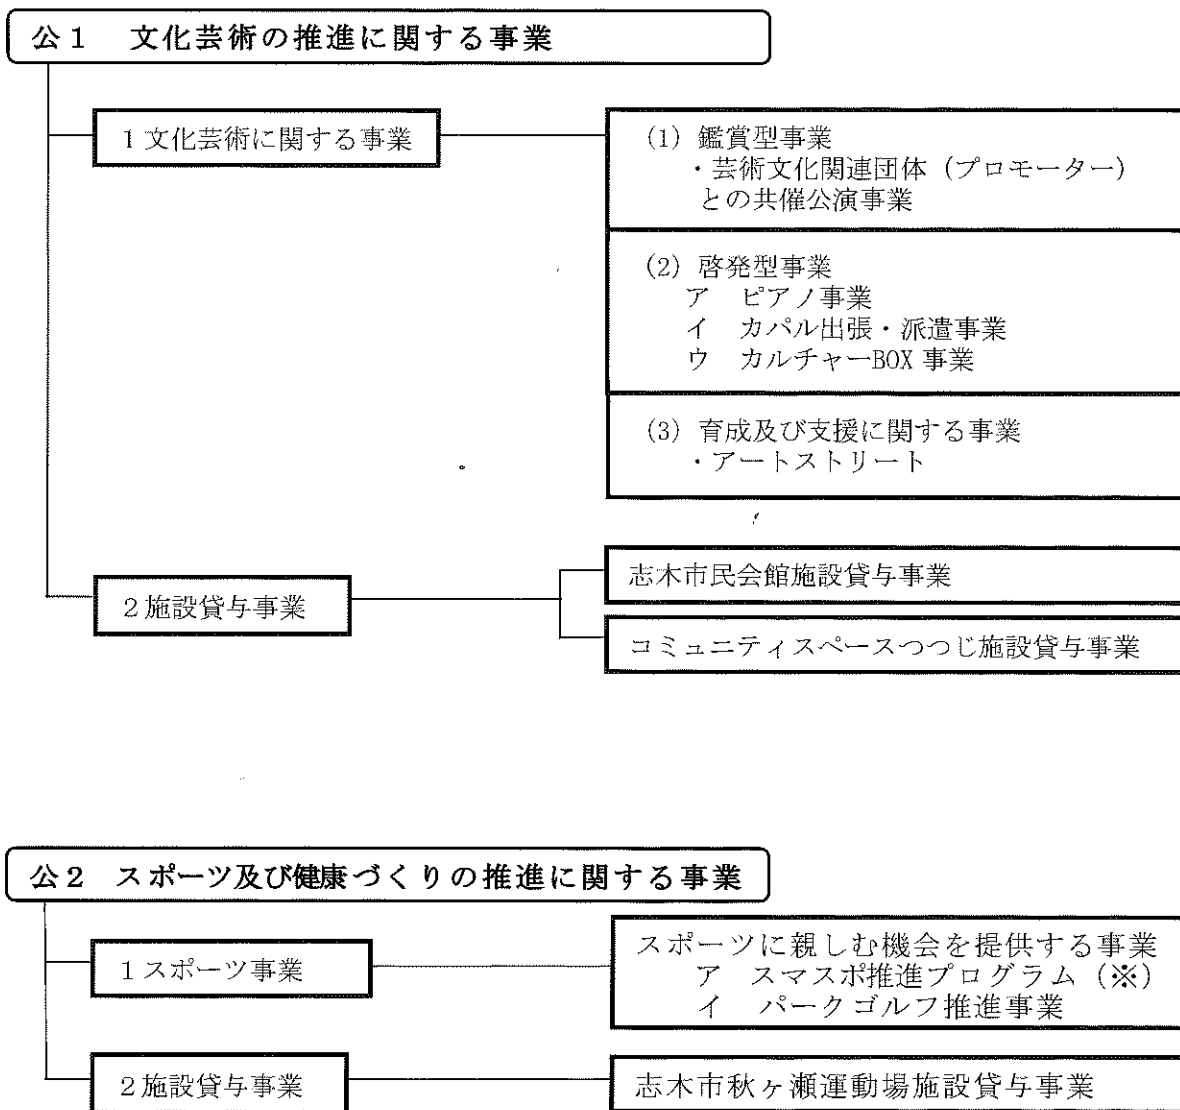 公1 文化芸術の推進に関する事業
1文化芸術に関する事業
(1) 鑑賞型事業
・芸術文化関連団体(プロモーター)
との共催公演事業
(2) 啓発型事業
ア ピアノ事業
イ カパル出張・派遣事業
ウ カルチャーBOX事業
(3) 育成及び支援に関する事業
・アートストリート
2施設貸与事業
志木市民会館施設貸与事業
コミュニティスペースつつじ施設貸与事業
公2 スポーツ及び健康づくりの推進に関する事業
1スポーツ事業
スポーツに親しむ機会を提供する事業
ア スマスポ推進プログラム(※)
イ パークゴルフ推進事業
2施設貸与事業
志木市秋ヶ瀬運動場施設貸与事業